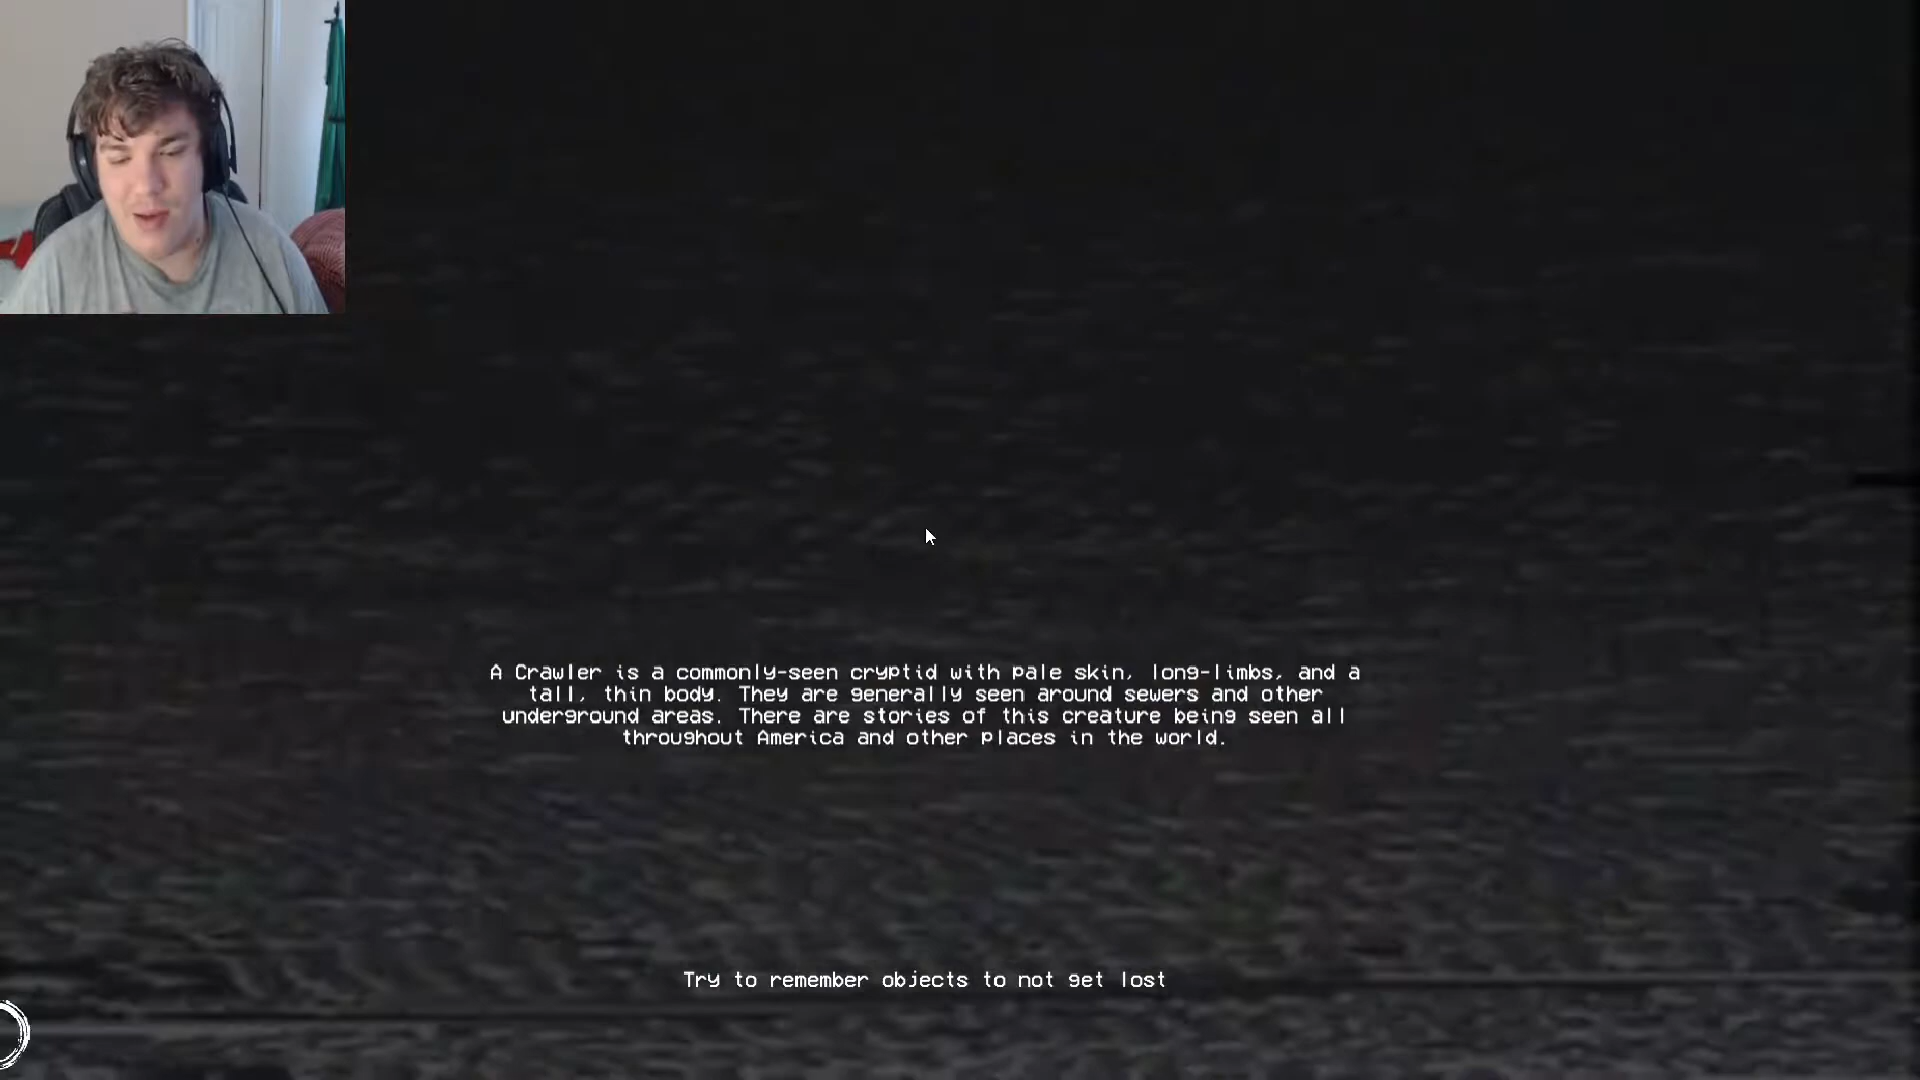 A Crawler is a commonly-seen cryptid with pale skin, long-limbs, and a
tall, thin body. They are generally seen around sewers and other
underground areas. There are stories of this creature being seen all
throughout America and other places in the world.
Try to remember objects to not get lost